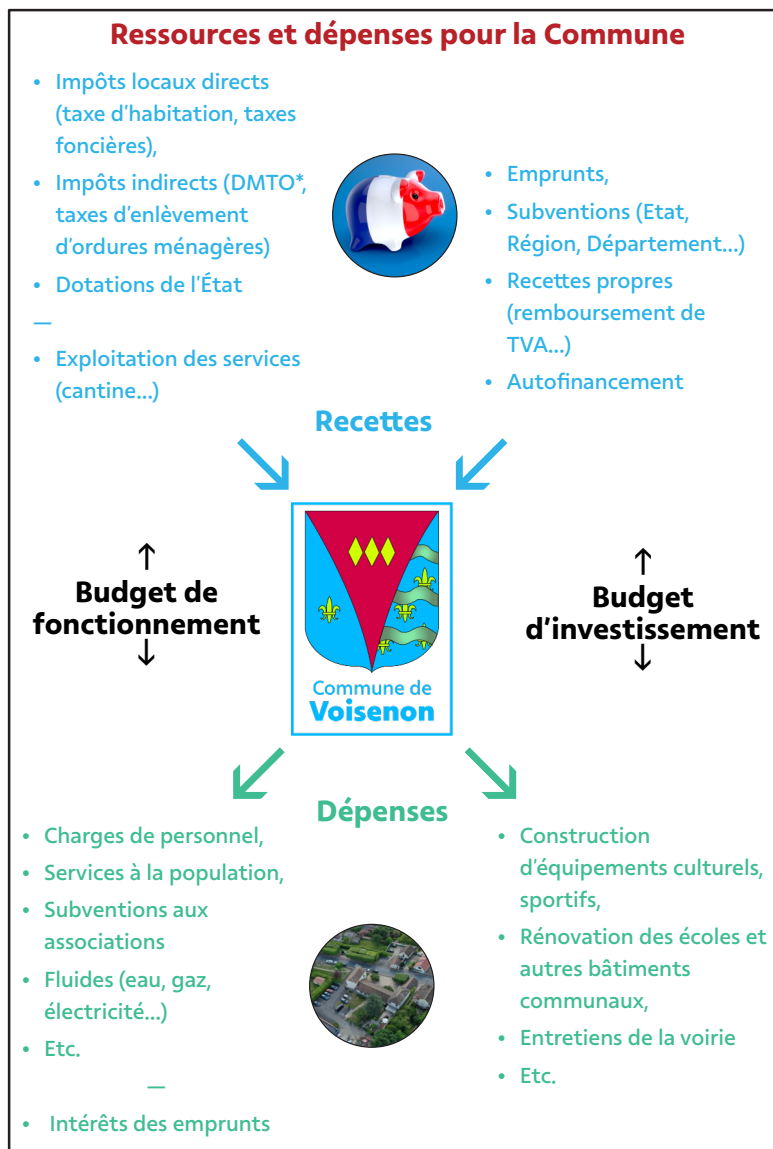 Ressources et dépenses pour la Commune
• Impôts locaux directs
(taxe d'habitation, taxes
foncières),
• Impôts indirects (DMTO*,
taxes d'enlèvement
d'ordures ménagères)
• Dotations de l'État
—
• Exploitation des services
(cantine...)
• Emprunts,
• Subventions (Etat,
Région, Département...)
• Recettes propres
(remboursement de
TVA...)
• Autofinancement
Recettes
↑
Budget de
fonctionnement
↓
Commune de
Voisenon
↑
Budget
d'investissement
↓
Dépenses
• Charges de personnel,
• Services à la population,
• Subventions aux
associations
• Fluides (eau, gaz,
électricité...)
• Etc.
—
• Intérêts des emprunts
• Construction
d'équipements culturels,
sportifs,
• Rénovation des écoles et
autres bâtiments
communaux,
• Entretiens de la voirie
• Etc.